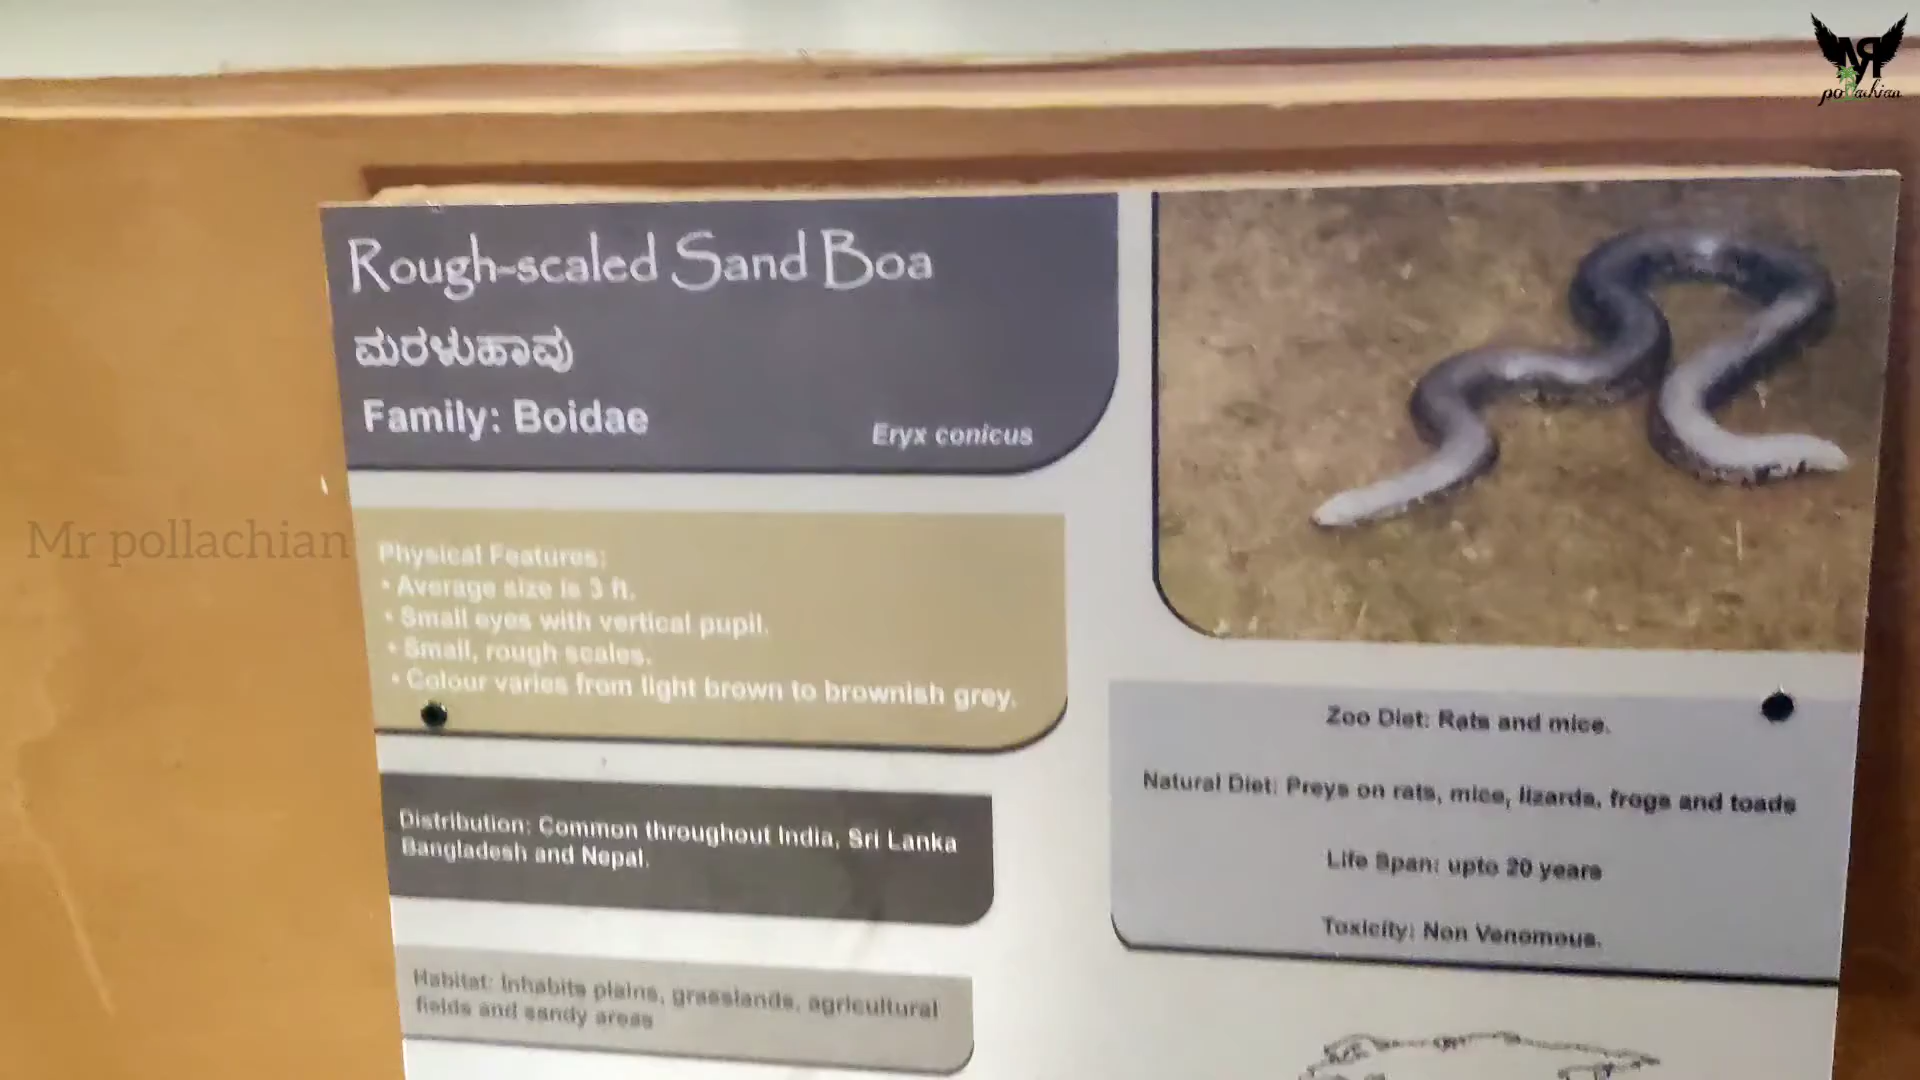 Rough-scaled Sand Boa
ಮರಳುಹಾವು
Family: Boidae
Eryx conicus
Physical Features:
• Average size is 3 ft.
• Small eyes with vertical pupil.
• Small, rough scales.
• Colour varies from light brown to brownish grey.
Distribution: Common throughout India, Sri Lanka
Bangladesh and Nepal.
Habitat: Inhabits plains, grasslands, agricultural
fields and sandy areas
Zoo Diet: Rats and mice.
Natural Diet: Preys on rats, mice, lizards, frogs and toads
Life Span: upto 20 years
Toxicity: Non Venomous.
Mr pollachian
pollachian